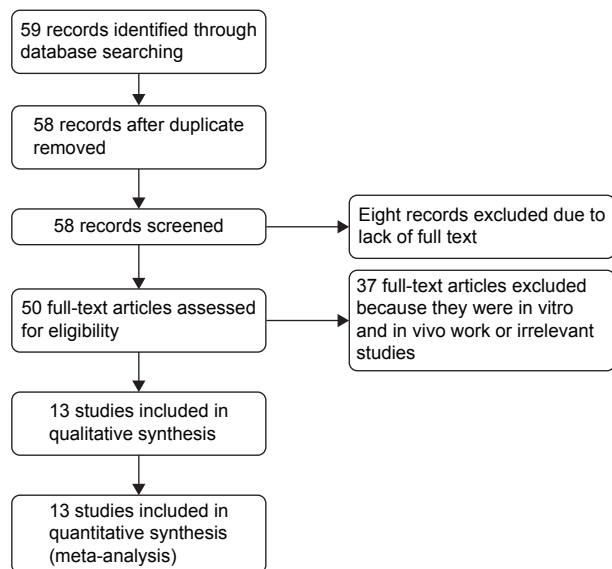 59 records identified through
database searching
58 records after duplicate
removed
58 records screened
Eight records excluded due to
lack of full text
50 full-text articles assessed
for eligibility
37 full-text articles excluded
because they were in vitro
and in vivo work or irrelevant
studies
13 studies included in
qualitative synthesis
13 studies included in
quantitative synthesis
(meta-analysis)